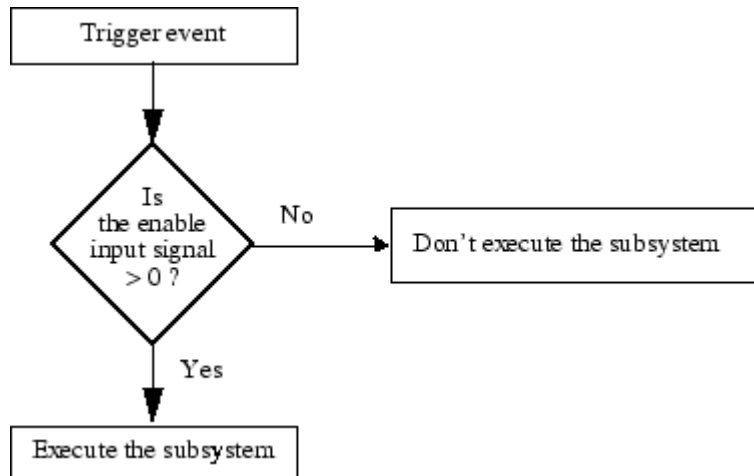 Trigger event
Is
the enable
input signal
> 0 ?
No
Don't execute the subsystem
Yes
Execute the subsystem